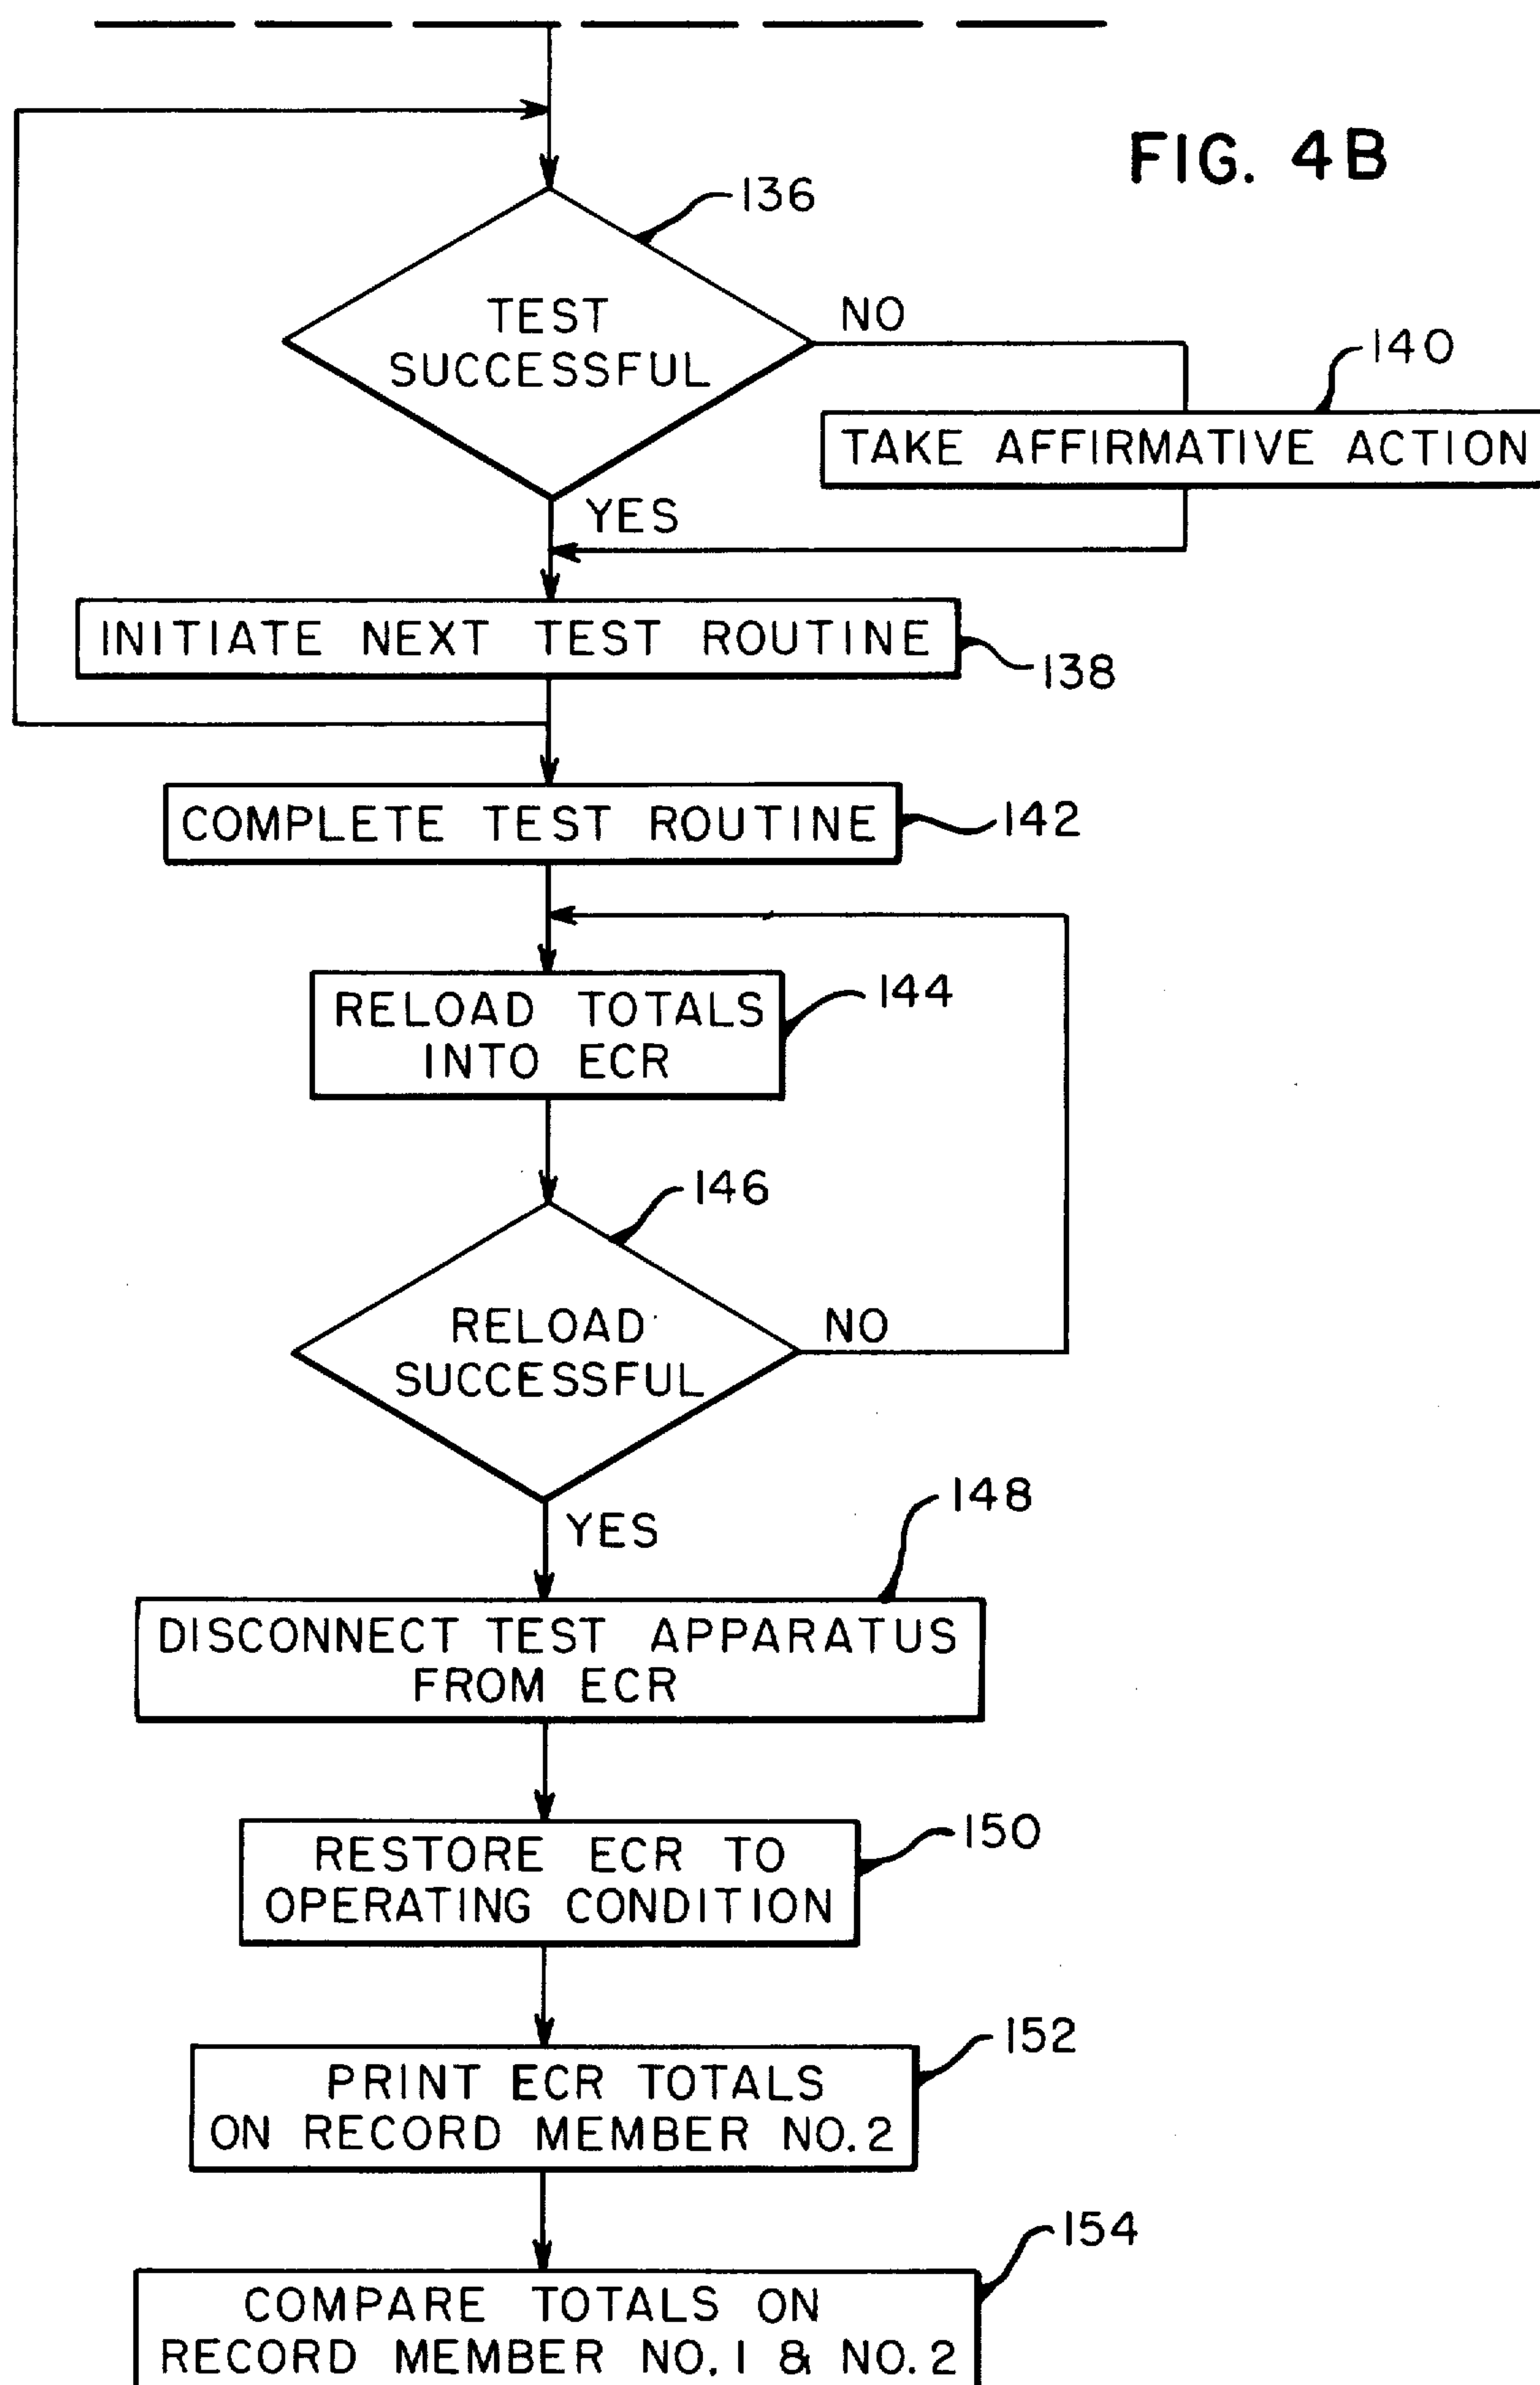 FIG. 4B
136
TEST
SUCCESSFUL
NO
140
TAKE AFFIRMATIVE ACTION
YES
INITIATE NEXT TEST ROUTINE
138
COMPLETE TEST ROUTINE
142
RELOAD TOTALS
INTO ECR
144
146
RELOAD
SUCCESSFUL
NO
YES
148
DISCONNECT TEST APPARATUS
FROM ECR
RESTORE ECR TO
OPERATING CONDITION
150
PRINT ECR TOTALS
ON RECORD MEMBER NO. 2
152
154
COMPARE TOTALS ON
RECORD MEMBER NO. 1 & NO. 2